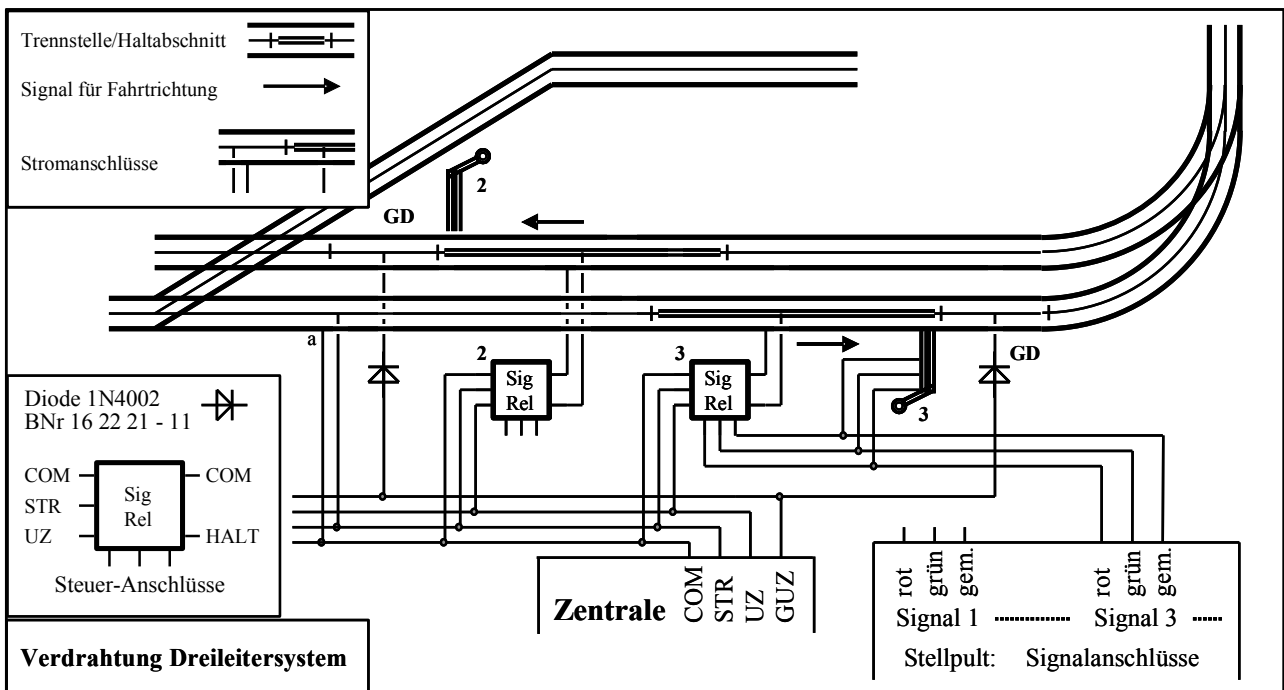 Trennstelle/Haltabschnitt
Signal für Fahrtrichtung
Stromanschlüsse
2
GD
a
2
Sig
Rel
3
Sig
Rel
GD
3
Diode 1N4002
BNr 16 22 21 - 11
COM
COM
STR
Sig
Rel
UZ
HALT
Steuer-Anschlüsse
Verdrahtung Dreileitersystem
Zentrale
COM
STR
UZ
GUZ
rot
grün
gem.
rot
grün
gem.
Signal 1
Signal 3
Stellpult: Signalanschlüsse